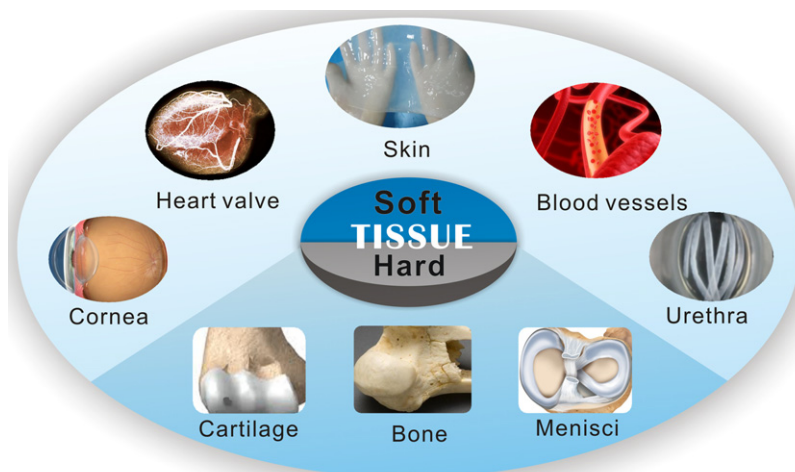 Skin
Heart valve
Blood vessels
Soft
TISSUE
Hard
Cornea
Urethra
Cartilage
Bone
Menisci